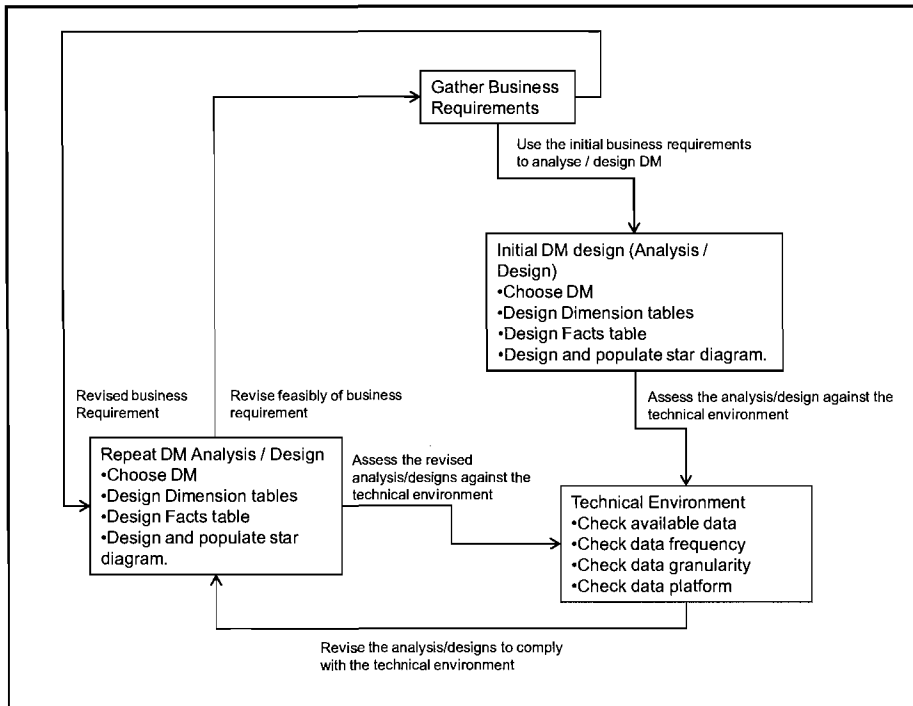 Gather Business
Requirements
Use the initial business requirements
to analyse / design DM
Initial DM design (Analysis /
Design)
•Choose DM
•Design Dimension tables
•Design Facts table
•Design and populate star diagram.
Assess the analysis/design against the
technical environment
Technical Environment
•Check available data
•Check data frequency
•Check data granularity
•Check data platform
Revise the analysis/designs to comply
with the technical environment
Repeat DM Analysis / Design
•Choose DM
•Design Dimension tables
•Design Facts table
•Design and populate star
diagram.
Assess the revised
analysis/designs against the
technical environment
Revise feasibly of business
requirement
Revised business
Requirement